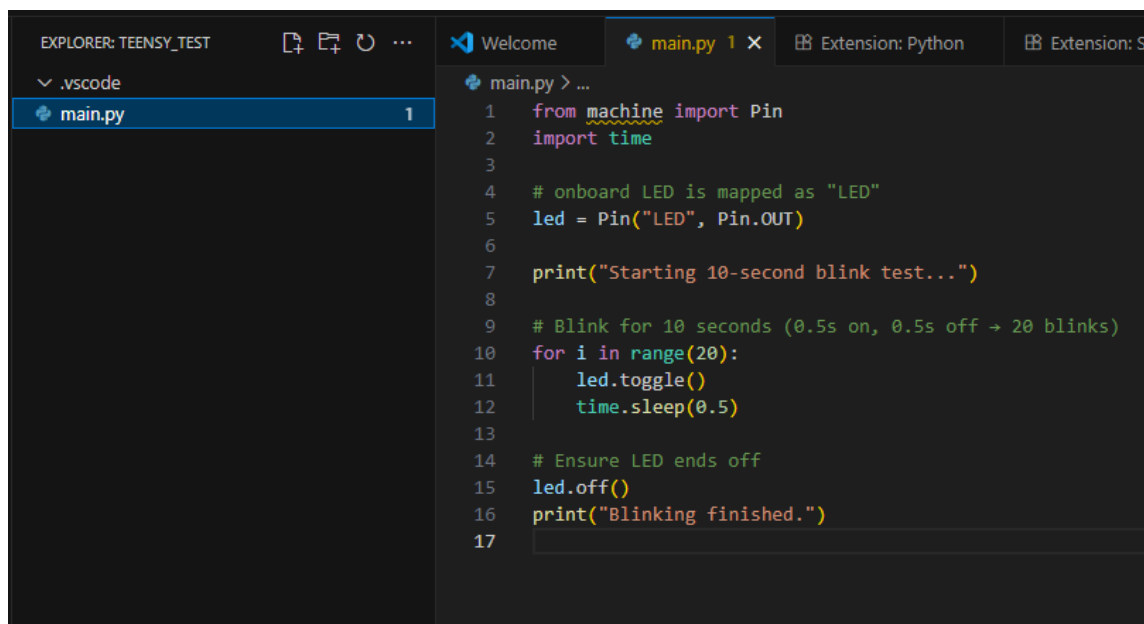 EXPLORER: TEENSY_TEST
.vscode
main.py 1
Welcome
main.py 1
Extension: Python
Extension: S
main.py > ...
1 from machine import Pin
2 import time
3
4 # onboard LED is mapped as "LED"
5 led = Pin("LED", Pin.OUT)
6
7 print("Starting 10-second blink test...")
8
9 # Blink for 10 seconds (0.5s on, 0.5s off → 20 blinks)
10 for i in range(20):
11     led.toggle()
12     time.sleep(0.5)
13
14 # Ensure LED ends off
15 led.off()
16 print("Blinking finished.")
17